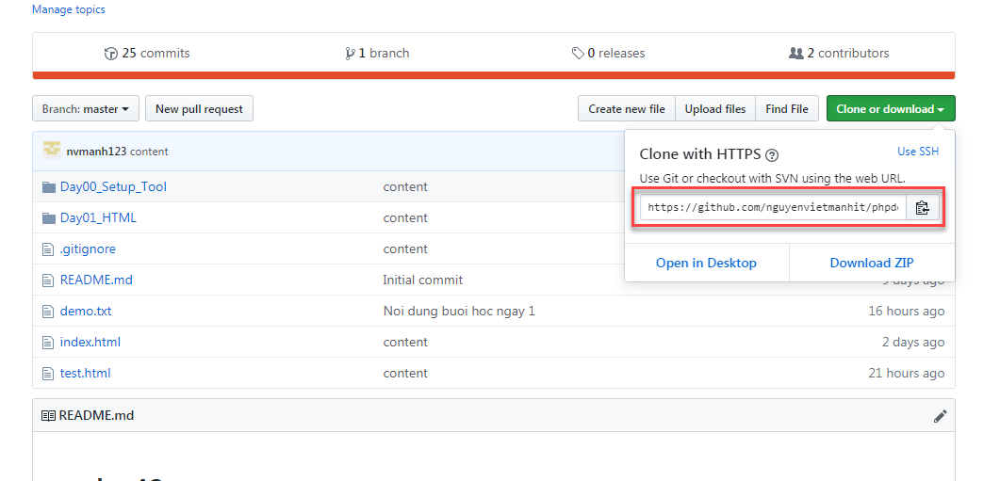 Manage topics
25 commits 1 branch 0 releases 2 contributors
Branch: master New pull request Create new file Upload files Find File Clone or download
nvmanh123 content
Clone with HTTPS Use SSH
Use Git or checkout with SVN using the web URL.
https://github.com/nguyenvietmanhit/phpd
Open in Desktop Download ZIP
Day00_Setup_Tool content
Day01_HTML content
.gitignore content
README.md Initial commit 9 days ago
demo.txt Noi dung buoi hoc ngay 1 16 hours ago
index.html content 2 days ago
test.html content 21 hours ago
README.md